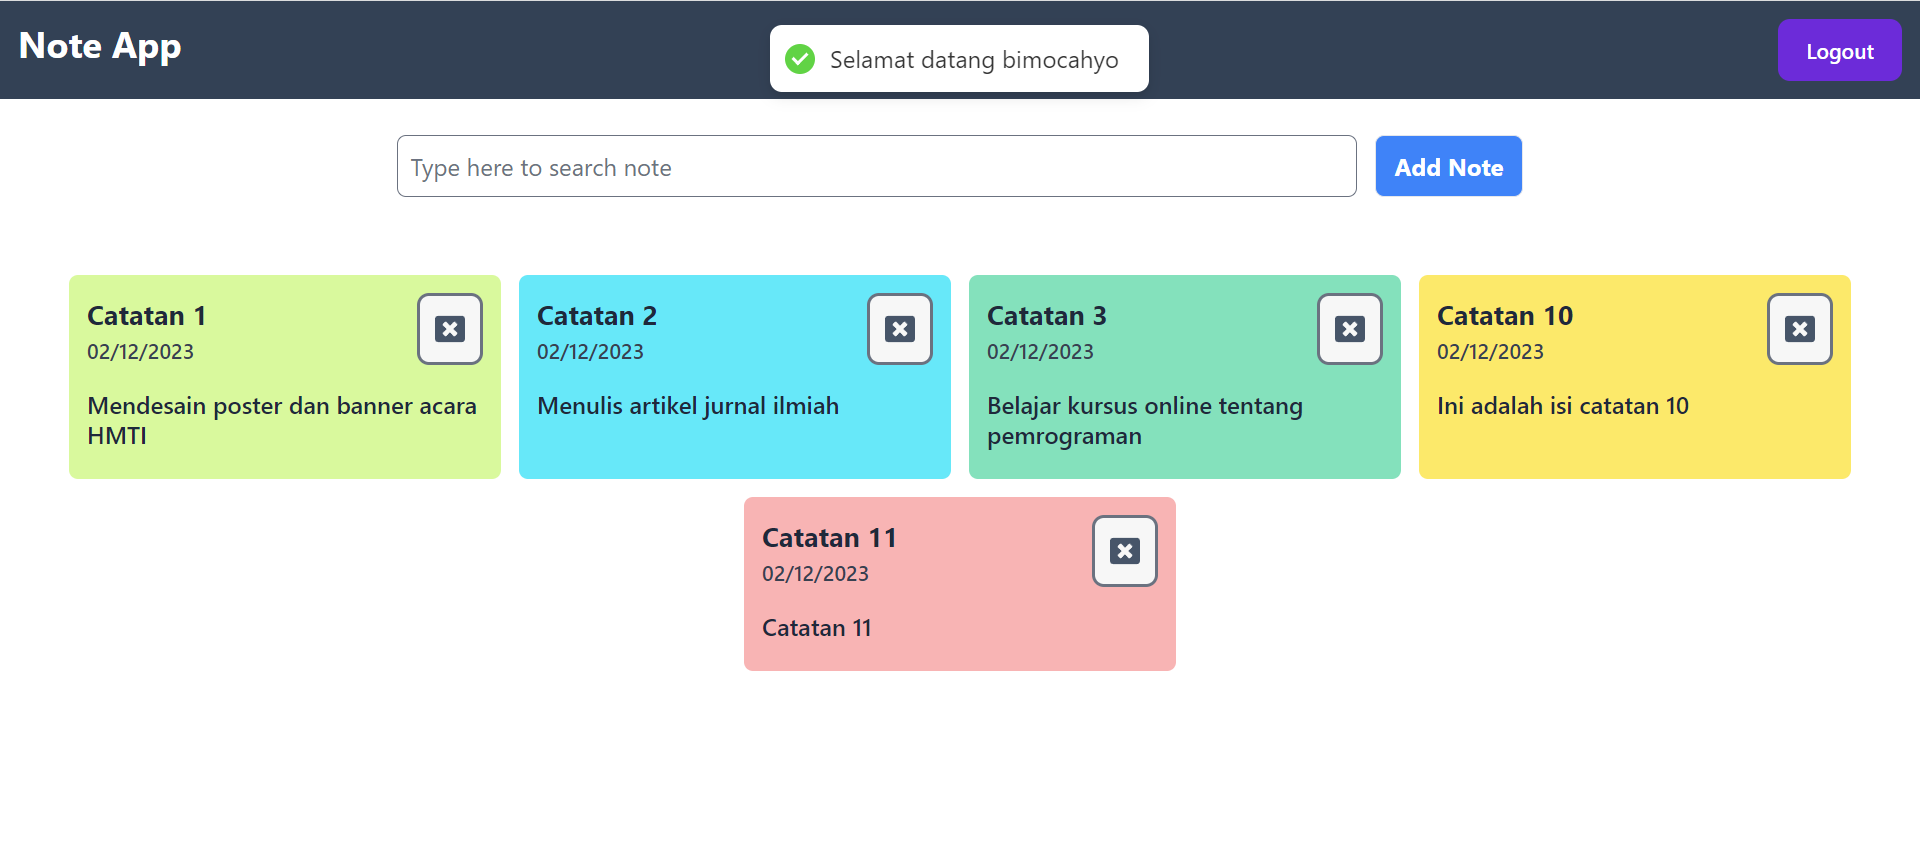 Note App
Selamat datang bimocahyo
Logout
Type here to search note
Add Note
Catatan 1
02/12/2023
Mendesain poster dan banner acara
HMTI
Catatan 2
02/12/2023
Menulis artikel jurnal ilmiah
Catatan 3
02/12/2023
Belajar kursus online tentang
pemrograman
Catatan 10
02/12/2023
Ini adalah isi catatan 10
Catatan 11
02/12/2023
Catatan 11